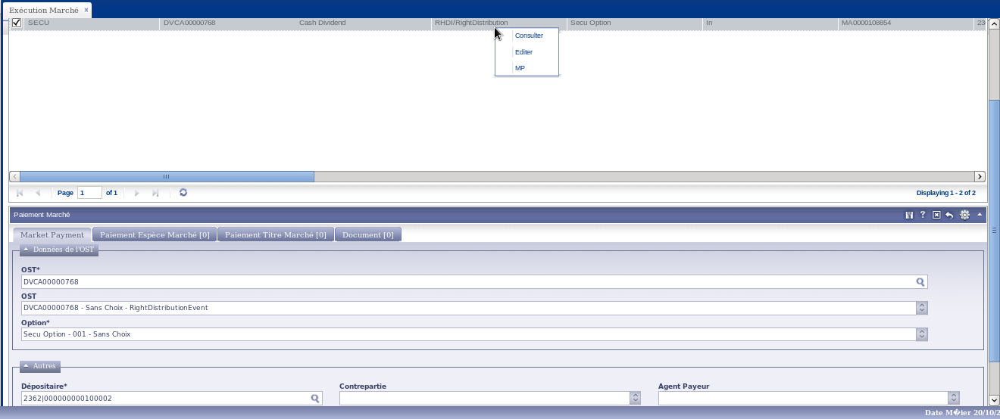 Exécution Marché ×
SECU DVCA00000768 Cash Dividend RHDI/RightDistribution Secu Option In MA0000108854 23
Consulter
Editer
MP
Page 1 of 1 Displaying 1 - 2 of 2
Paiement Marché ?
Market Payment Paiement Espèce Marché [0] Paiement Titre Marché [0] Document [0]
Données de l'OST
OST*
DVCA00000768
OST
DVCA00000768 - Sans Choix - RightDistributionEvent
Option*
Secu Option - 001 - Sans Choix
Autres
Dépositaire* Contrepartie Agent Payeur
2362|000000000100002
Date M�ier 20/10/2